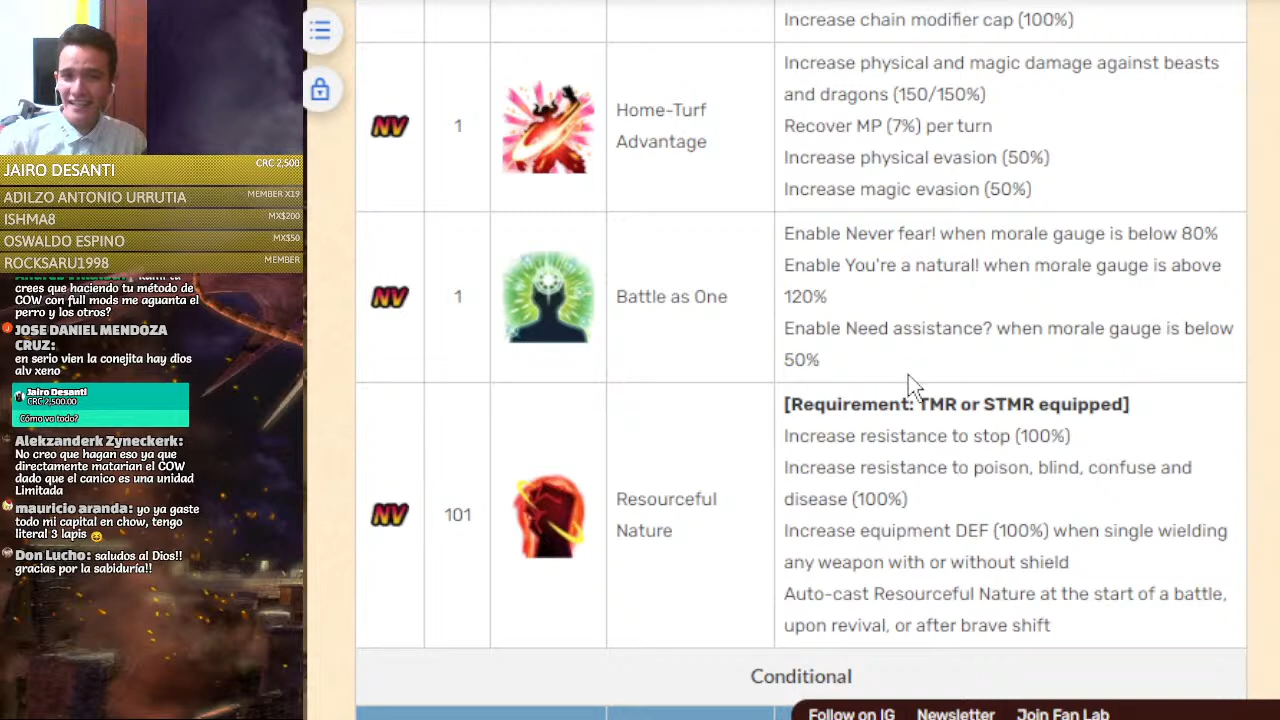 JAIRO DESANTI CRC 2,500
ADILZO ANTONIO URRUTIA MEMBER X19
ISHMA8 MX$200
OSWALDO ESPINO MX$50
ROCKSARU1998 MEMBER
crees que haciendo tu método de
COW con full mods me aguanta el
perro y los otros?
JOSE DANIEL MENDOZA
CRUZ:
en serio vien la conejita hay dios
alv xeno
Jairo Desanti
CRC 2,500.00
Cómo va todo?
Alekzanderk Zyneckerk:
No creo que hagan eso ya que
directamente matarian el COW
dado que el canico es una unidad
Limitada
mauricio aranda: yo ya gaste
todo mi capital en chow, tengo
literal 3 lapis
Don Lucho: saludos al Dios!!
gracias por la sabiduría!!
Increase chain modifier cap (100%)
NV 1 Home-Turf
Advantage
Increase physical and magic damage against beasts
and dragons (150/150%)
Recover MP (7%) per turn
Increase physical evasion (50%)
Increase magic evasion (50%)
NV 1 Battle as One
Enable Never fear! when morale gauge is below 80%
Enable You're a natural! when morale gauge is above
120%
Enable Need assistance? when morale gauge is below
50%
NV 101 Resourceful
Nature
[Requirement: TMR or STMR equipped]
Increase resistance to stop (100%)
Increase resistance to poison, blind, confuse and
disease (100%)
Increase equipment DEF (100%) when single wielding
any weapon with or without shield
Auto-cast Resourceful Nature at the start of a battle,
upon revival, or after brave shift
Conditional
Follow on IG Newsletter Join Fan Lab